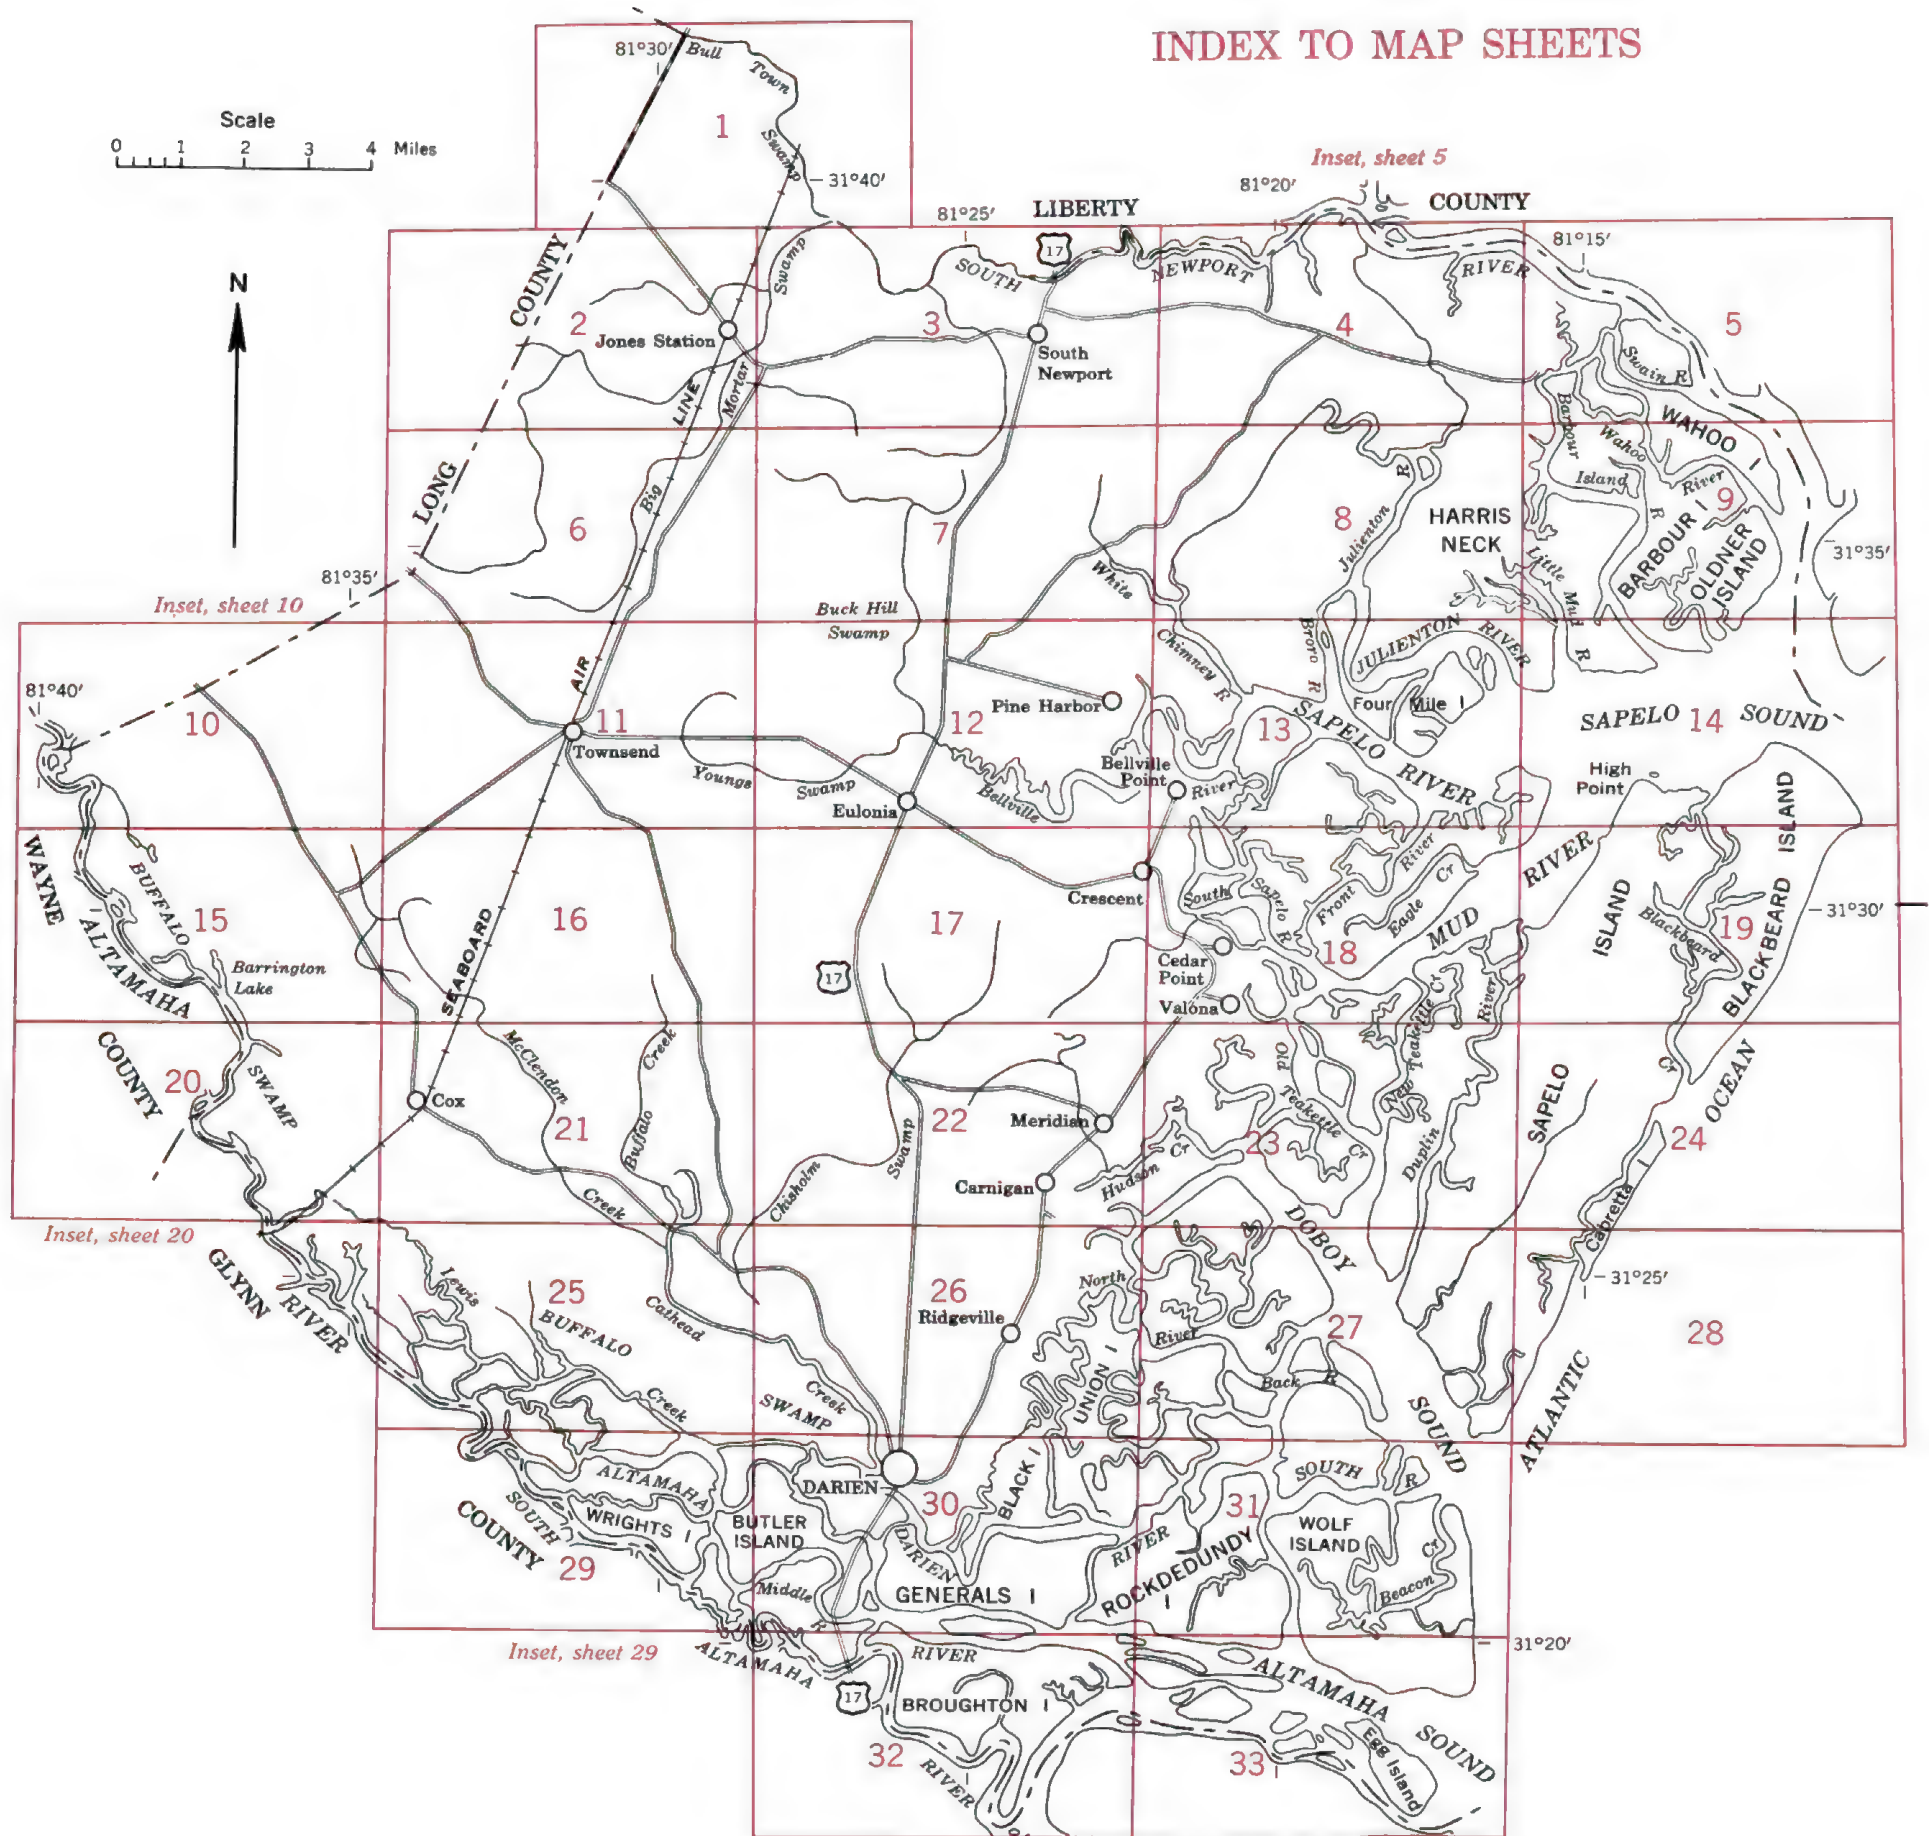 INDEX TO MAP SHEETS
Scale
0 1 2 3 4 Miles
N
81°30'
Bull
Town
Swamp
1
31°40'
Inset, sheet 5
81°20'
81°25'
LIBERTY
COUNTY
17
81°15'
SOUTH
NEWPORT
RIVER
LONG
COUNTY
Swamp
2
3
4
5
Jones Station
South
Newport
LINE
Mortar
Big
Swain R
WAHOO I
Barbour
Island
R
Wahoo
River
6
7
8
9
R
Julienton
HARRIS
NECK
BARBOUR I
OLDNER
ISLAND
Little
Mud
R
31°35'
81°35'
Inset, sheet 10
Buck Hill
Swamp
White
Chimney R
Broro R
JULIENTON
RIVER
81°40'
AIR
10
11
12
13
14
Townsend
Pine Harbor
Four Mile I
SAPELO
RIVER
SAPELO
SOUND
Youngs
Swamp
Eulonia
Bellville
River
Bellville
Point
High
Point
ISLAND
WAYNE
COUNTY
BUFFALO
SWAMP
ALTAMAHA
15
Barrington
Lake
16
SEABOARD
17
17
Crescent
South
Sapelo R
Front
River
Eagle
Cr
MUD
RIVER
ISLAND
Blackbeard
Cr
19
BLACKBEARD
31°30'
Cedar
Point
18
Valona
20
Cox
McClendon
Creek
21
Buffalo
Creek
Chisholm
Swamp
22
Meridian
Carnigan
Hudson
Cr
Old
Teakettle
Cr
23
New Teakettle Cr
Duplin
River
SAPELO
OCEAN
24
Cabretta I
Inset, sheet 20
GLYNN
RIVER
Lewis
25
BUFFALO
Creek
SWAMP
Cathead
Creek
26
Ridgeville
North
River
DOBOY
SOUND
27
28
31°25'
UNION I
Back R
ATLANTIC
ALTAMAHA
DARIEN
30
BLACK I
31
SOUTH
R
COUNTY
SOUTH
WRIGHTS I
BUTLER
ISLAND
29
DARIEN
RIVER
ROCKDEDUNDY
I
WOLF
ISLAND
Beacon
Cr
Middle
R
GENERALS I
Inset, sheet 29
31°20'
ALTAMAHA
RIVER
RIVER
17
BROUGHTON I
ALTAMAHA
SOUND
32
33
Egg Island